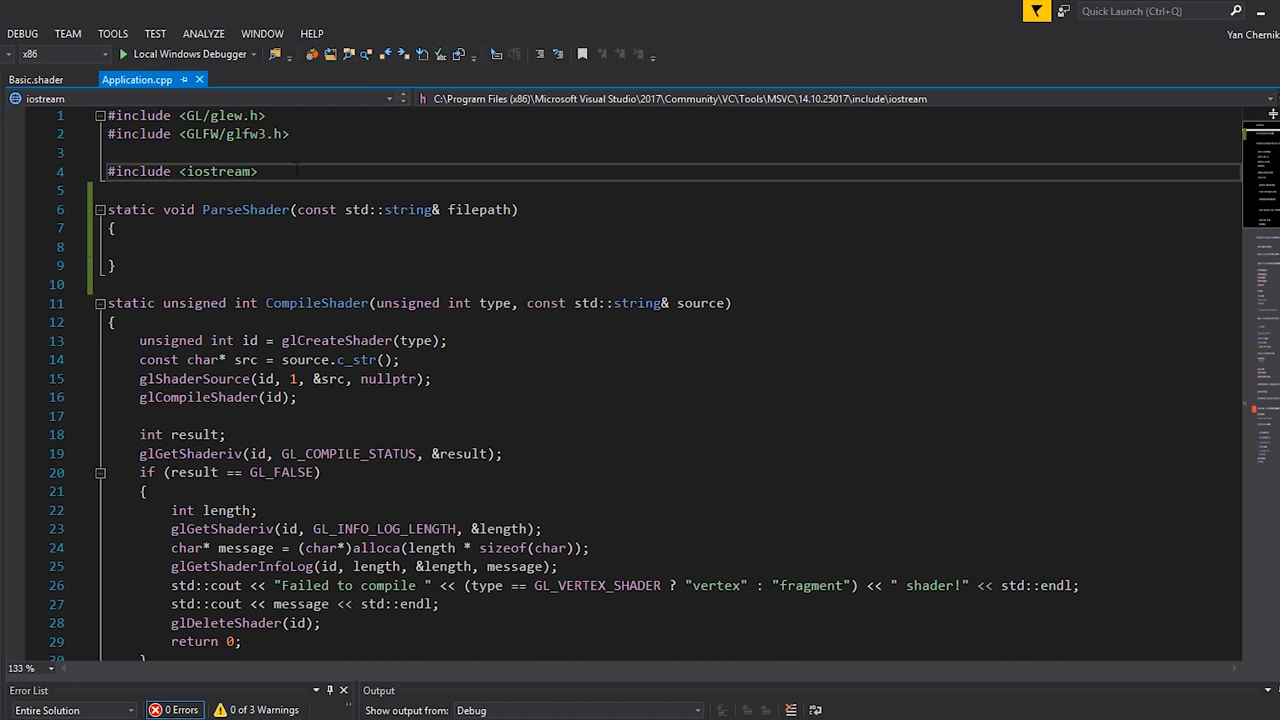 Quick Launch (Ctrl+Q)
DEBUG TEAM TOOLS TEST ANALYZE WINDOW HELP
Yan Chernik
x86 Local Windows Debugger
Basic.shader Application.cpp
iostream C:\Program Files (x86)\Microsoft Visual Studio\2017\Community\VC\Tools\MSVC\14.10.25017\include\iostream
1 #include <GL/glew.h>
2 #include <GLFW/glfw3.h>
3
4 #include <iostream>
5
6 static void ParseShader(const std::string& filepath)
7 {
8
9 }
10
11 static unsigned int CompileShader(unsigned int type, const std::string& source)
12 {
13 unsigned int id = glCreateShader(type);
14 const char* src = source.c_str();
15 glShaderSource(id, 1, &src, nullptr);
16 glCompileShader(id);
17
18 int result;
19 glGetShaderiv(id, GL_COMPILE_STATUS, &result);
20 if (result == GL_FALSE)
21 {
22 int length;
23 glGetShaderiv(id, GL_INFO_LOG_LENGTH, &length);
24 char* message = (char*)alloca(length * sizeof(char));
25 glGetShaderInfoLog(id, length, &length, message);
26 std::cout << "Failed to compile " << (type == GL_VERTEX_SHADER ? "vertex" : "fragment") << " shader!" << std::endl;
27 std::cout << message << std::endl;
28 glDeleteShader(id);
29 return 0;
30 }
133 %
Error List Output
Entire Solution 0 Errors 0 of 3 Warnings Show output from: Debug